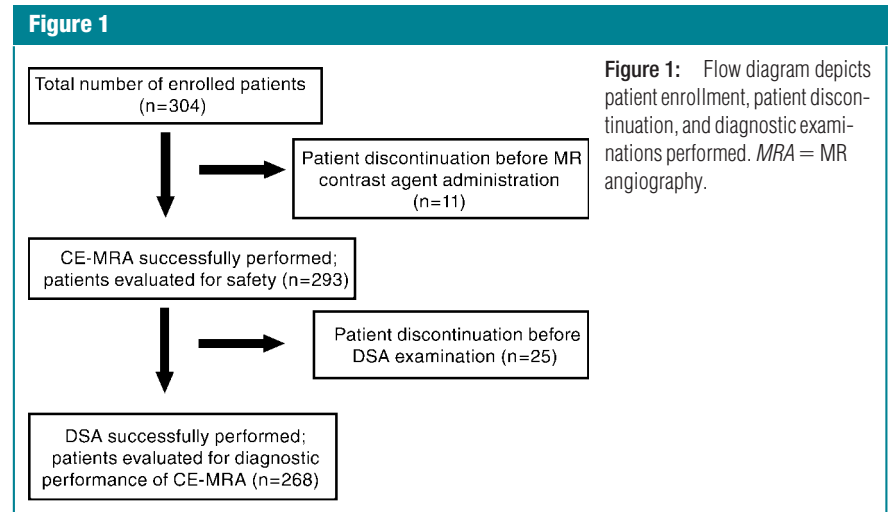 Figure 1
Total number of enrolled patients
(n=304)
Patient discontinuation before MR
contrast agent administration
(n=11)
CE-MRA successfully performed;
patients evaluated for safety (n=293)
Patient discontinuation before
DSA examination (n=25)
DSA successfully performed;
patients evaluated for diagnostic
performance of CE-MRA (n=268)
Figure 1: Flow diagram depicts
patient enrollment, patient discon-
tinuation, and diagnostic exami-
nations performed. MRA = MR
angiography.